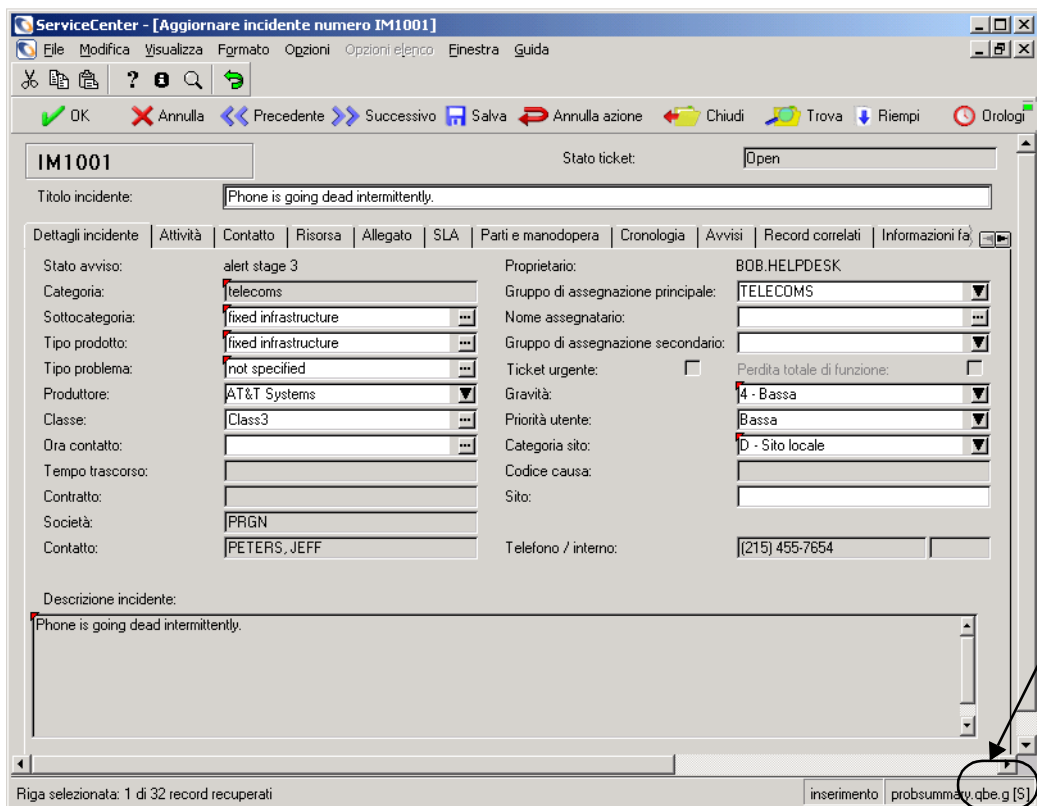 ServiceCenter - [Aggiornare incidente numero IM1001]
File Modifica Visualizza Formato Opzioni Opzioni elenco Finestra Guida
OK Annulla Precedente Successivo Salva Annulla azione Chiudi Trova Riempi Orologi
IM1001 Stato ticket: Open
Titolo incidente: Phone is going dead intermittently.
Dettagli incidente Attività Contatto Risorsa Allegato SLA Parti e manodopera Cronologia Avvisi Record correlati Informazioni fa
Stato avviso: alert stage 3 Proprietario: BOB.HELPDESK
Categoria: telecoms Gruppo di assegnazione principale: TELECOMS
Sottocategoria: fixed infrastructure Nome assegnatario:
Tipo prodotto: fixed infrastructure Gruppo di assegnazione secondario:
Tipo problema: not specified Ticket urgente: Perdita totale di funzione:
Produttore: AT&T Systems Gravità: 4 - Bassa
Classe: Class3 Priorità utente: Bassa
Ora contatto: Categoria sito: D - Sito locale
Tempo trascorso: Codice causa:
Contratto: Sito:
Società: PRGN
Contatto: PETERS, JEFF Telefono / interno: (215) 455-7654
Descrizione incidente:
Phone is going dead intermittently.
Riga selezionata: 1 di 32 record recuperati inserimento probsummary.qbe.g [S]